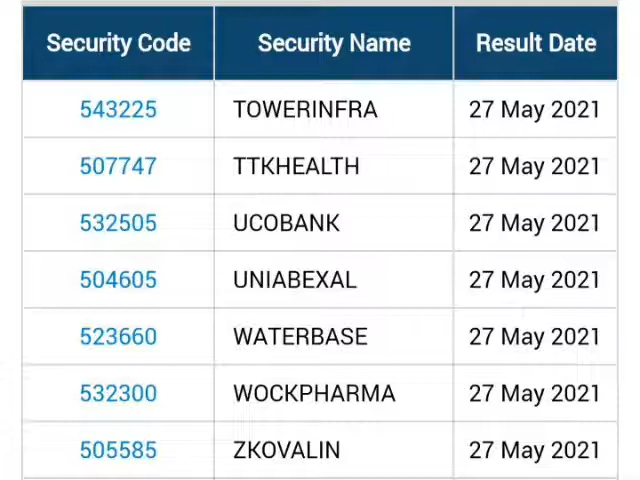 Security Code Security Name Result Date
543225 TOWERINFRA 27 May 2021
507747 TTKHEALTH 27 May 2021
532505 UCOBANK 27 May 2021
504605 UNIABEXAL 27 May 2021
523660 WATERBASE 27 May 2021
532300 WOCKPHARMA 27 May 2021
505585 ZKOVALIN 27 May 2021